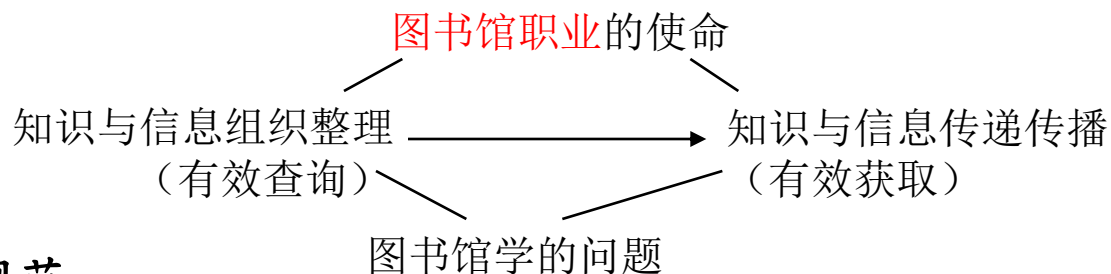 图书馆职业的使命
知识与信息组织整理
知识与信息传递传播
（有效查询）
（有效获取）
图书馆学的问题